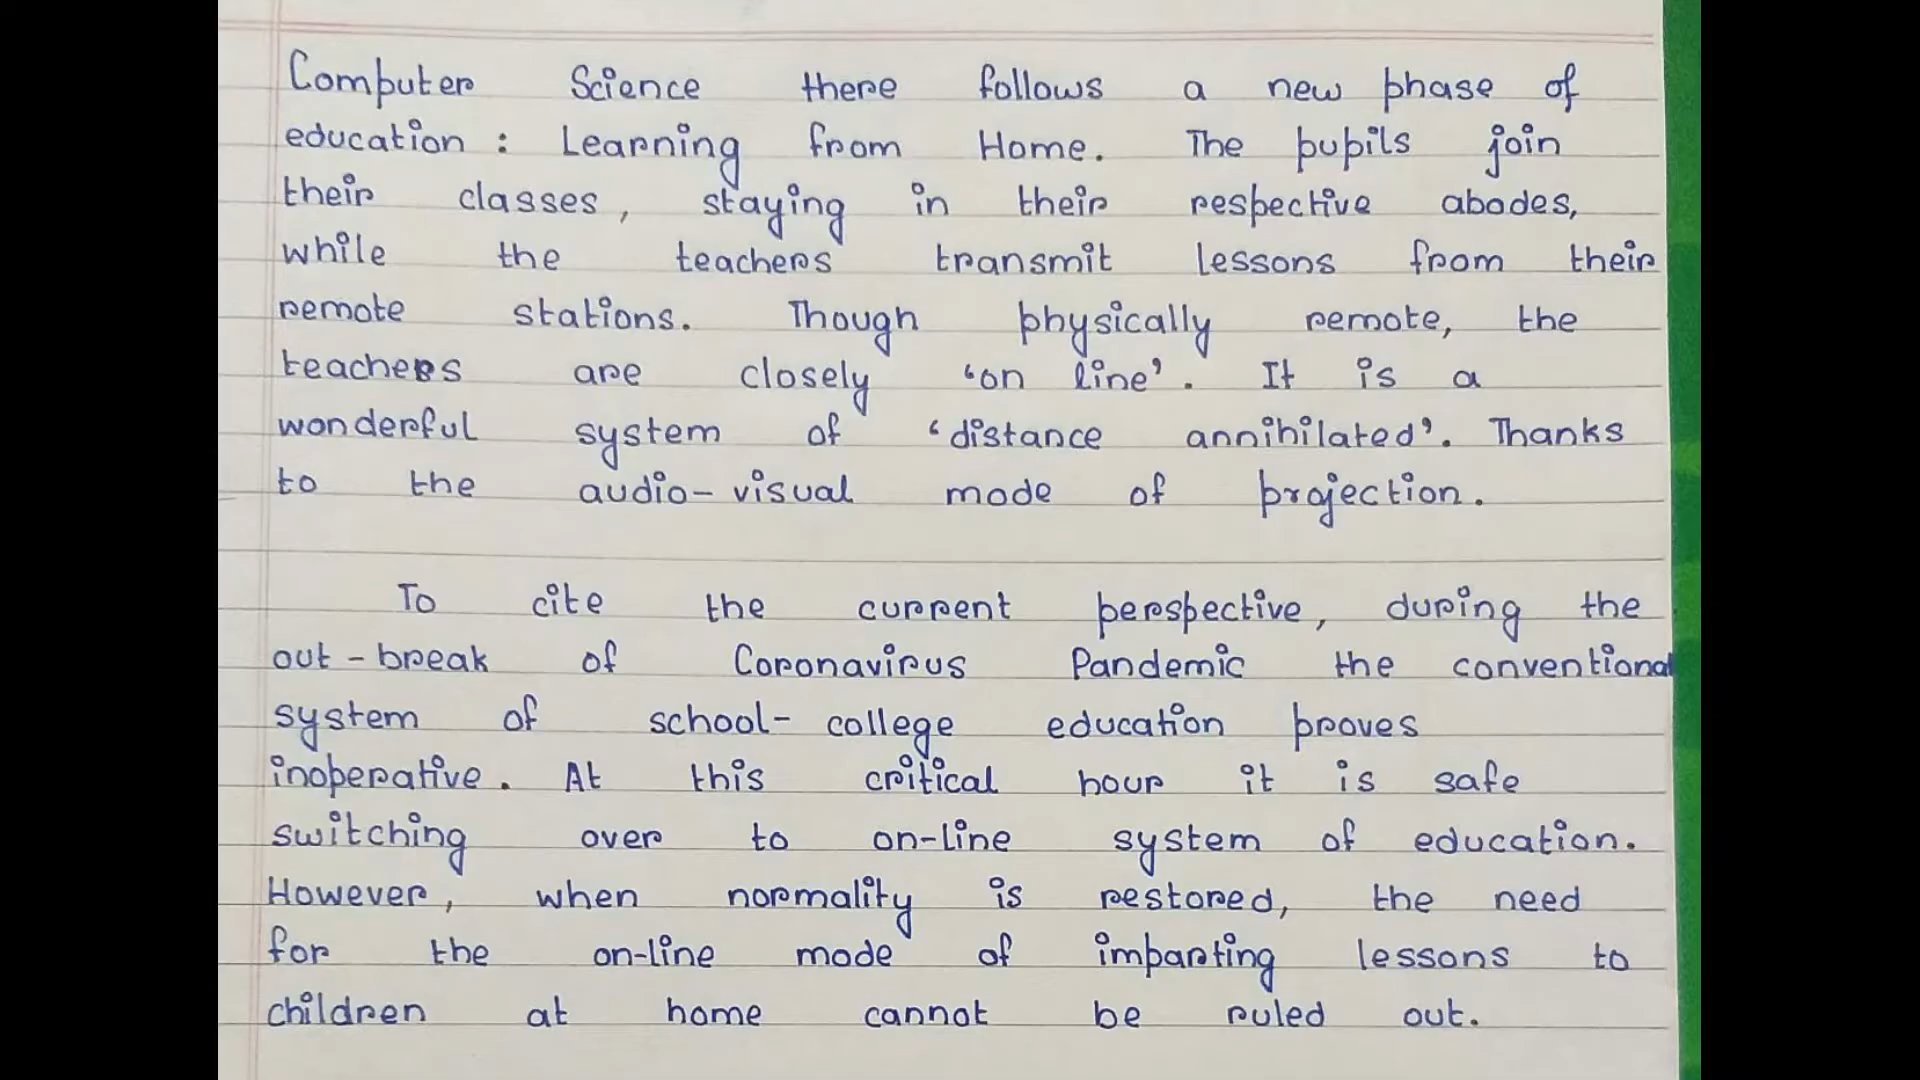 Computer Science there follows a new phase of
education : Learning from Home. The pupils join
their classes, staying in their respective abodes,
while the teachers transmit lessons from their
remote stations. Though physically remote, the
teachers are closely ‘on line’. It is a
wonderful system of ‘distance annihilated’. Thanks
to the audio-visual mode of projection.
To cite the current perspective, during the
out-break of Coronavirus Pandemic the conventional
system of school-college education proves
inoperative. At this critical hour it is safe
switching over to on-line system of education.
However, when normality is restored, the need
for the on-line mode of imparting lessons to
children at home cannot be ruled out.